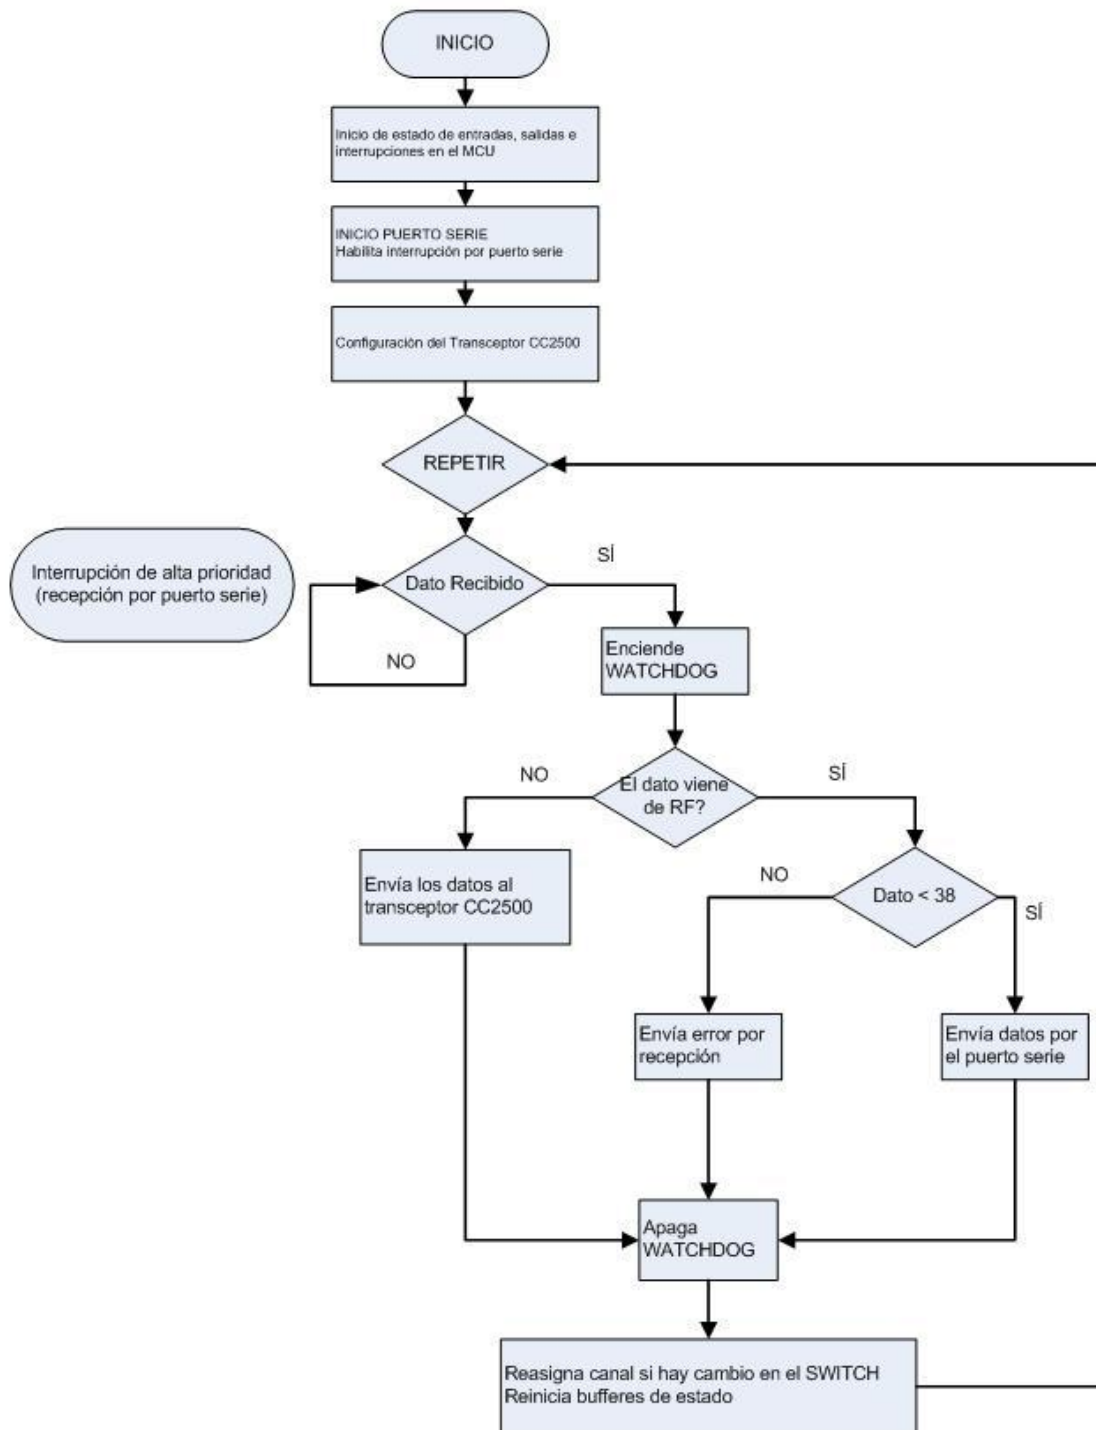 INICIO
Inicio de estado de entradas, salidas e
interrupciones en el MCU
INICIO PUERTO SERIE
Habilita interrupción por puerto serie
Configuración del Transceptor CC2500
REPETIR
Interrupción de alta prioridad
(recepción por puerto serie)
Dato Recibido
SÍ
NO
Enciende
WATCHDOG
El dato viene
de RF?
NO
SÍ
Envía los datos al
transceptor CC2500
Dato < 38
NO
SÍ
Envía error por
recepción
Envía datos por
el puerto serie
Apaga
WATCHDOG
Reasigna canal si hay cambio en el SWITCH
Reinicia bufferes de estado